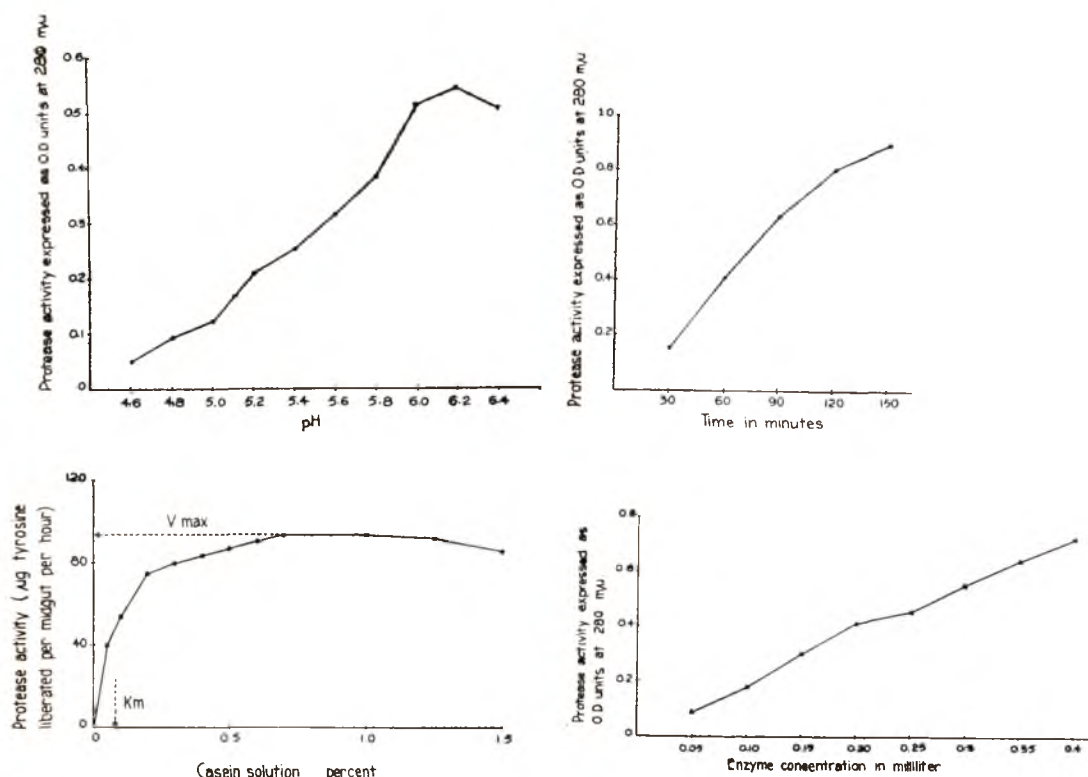 Protease activity expressed as O.D units at 280 m/u
0.6
0.5
0.4
0.3
0.2
0.1
0
4.6 4.8 5.0 5.2 5.4 5.6 5.8 6.0 6.2 6.4
pH
Protease activity expressed as O.D units at 280 m/u
1.0
0.8
0.6
0.4
0.2
30 60 90 120 150
Time in minutes
Protease activity (µg tyrosine
liberated per midgut per hour)
120
80
40
0
V max
Km
0 0.5 1.0 1.5
Casein solution percent
Protease activity expressed as
O.D units at 280 m/u
0.8
0.6
0.4
0.2
0
0.05 0.10 0.15 0.20 0.25 0.3 0.35 0.4
Enzyme concentration in milliliter